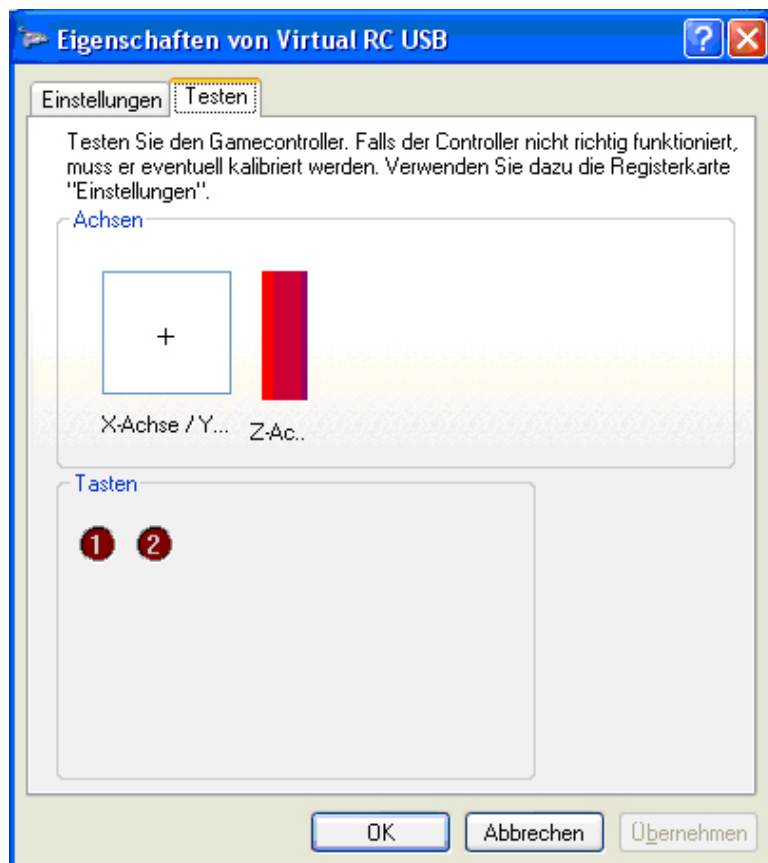 Eigenschaften von Virtual RC USB
Einstellungen
Testen
Testen Sie den Gamecontroller. Falls der Controller nicht richtig funktioniert,
muss er eventuell kalibriert werden. Verwenden Sie dazu die Registerkarte
"Einstellungen".
Achsen
X-Achse / Y...
Z-Ac..
Tasten
1 2
OK
Abbrechen
Übernehmen